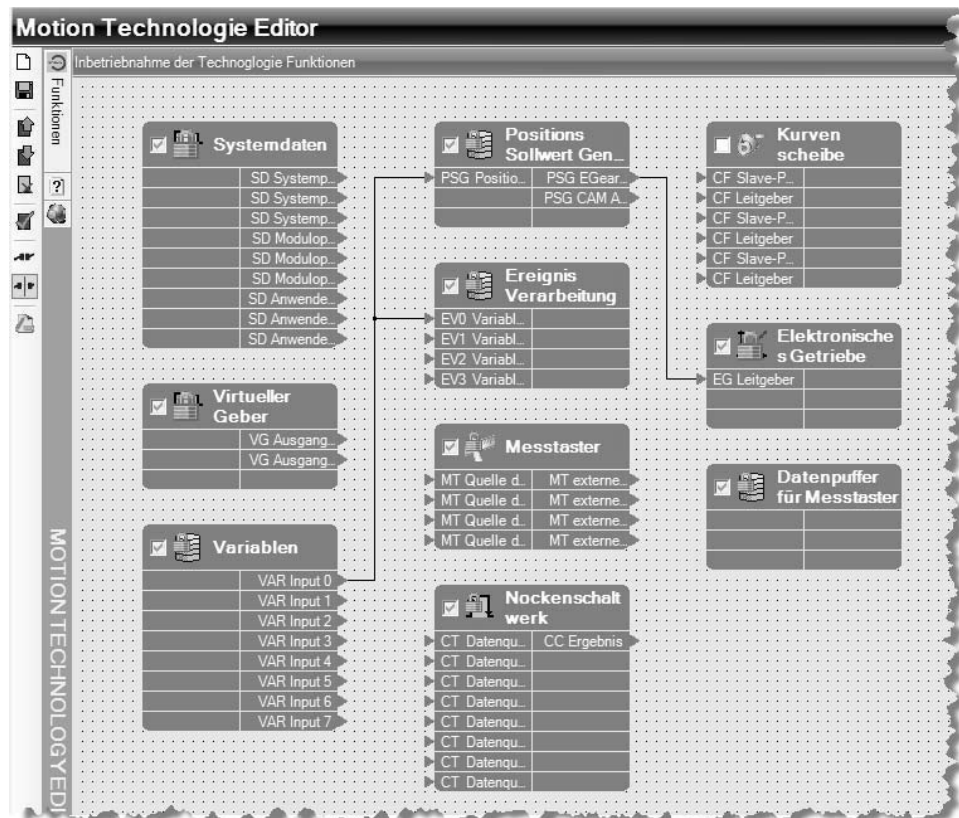 Motion Technologie Editor
Inbetriebnahme der Technoglogie Funktionen
Funktionen
MOTION TECHNOLOGY EDI
Systemdaten
SD Systemp...
SD Systemp...
SD Systemp...
SD Modulop...
SD Modulop...
SD Modulop...
SD Anwende...
SD Anwende...
SD Anwende...
Virtueller
Geber
VG Ausgang...
VG Ausgang...
Variablen
VAR Input 0
VAR Input 1
VAR Input 2
VAR Input 3
VAR Input 4
VAR Input 5
VAR Input 6
VAR Input 7
Positions
Sollwert Gen...
PSG Positio... PSG EGear...
PSG CAM A...
Ereignis
Verarbeitung
EV0 Variabl...
EV1 Variabl...
EV2 Variabl...
EV3 Variabl...
Messtaster
MT Quelle d... MT externe...
MT Quelle d... MT externe...
MT Quelle d... MT externe...
MT Quelle d... MT externe...
Nockenschalt
werk
CT Datenqu... CC Ergebnis
CT Datenqu...
CT Datenqu...
CT Datenqu...
CT Datenqu...
CT Datenqu...
CT Datenqu...
CT Datenqu...
Kurven
scheibe
CF Slave-P...
CF Leitgeber
CF Slave-P...
CF Leitgeber
CF Slave-P...
CF Leitgeber
Elektronische
s Getriebe
EG Leitgeber
Datenpuffer
für Messtaster